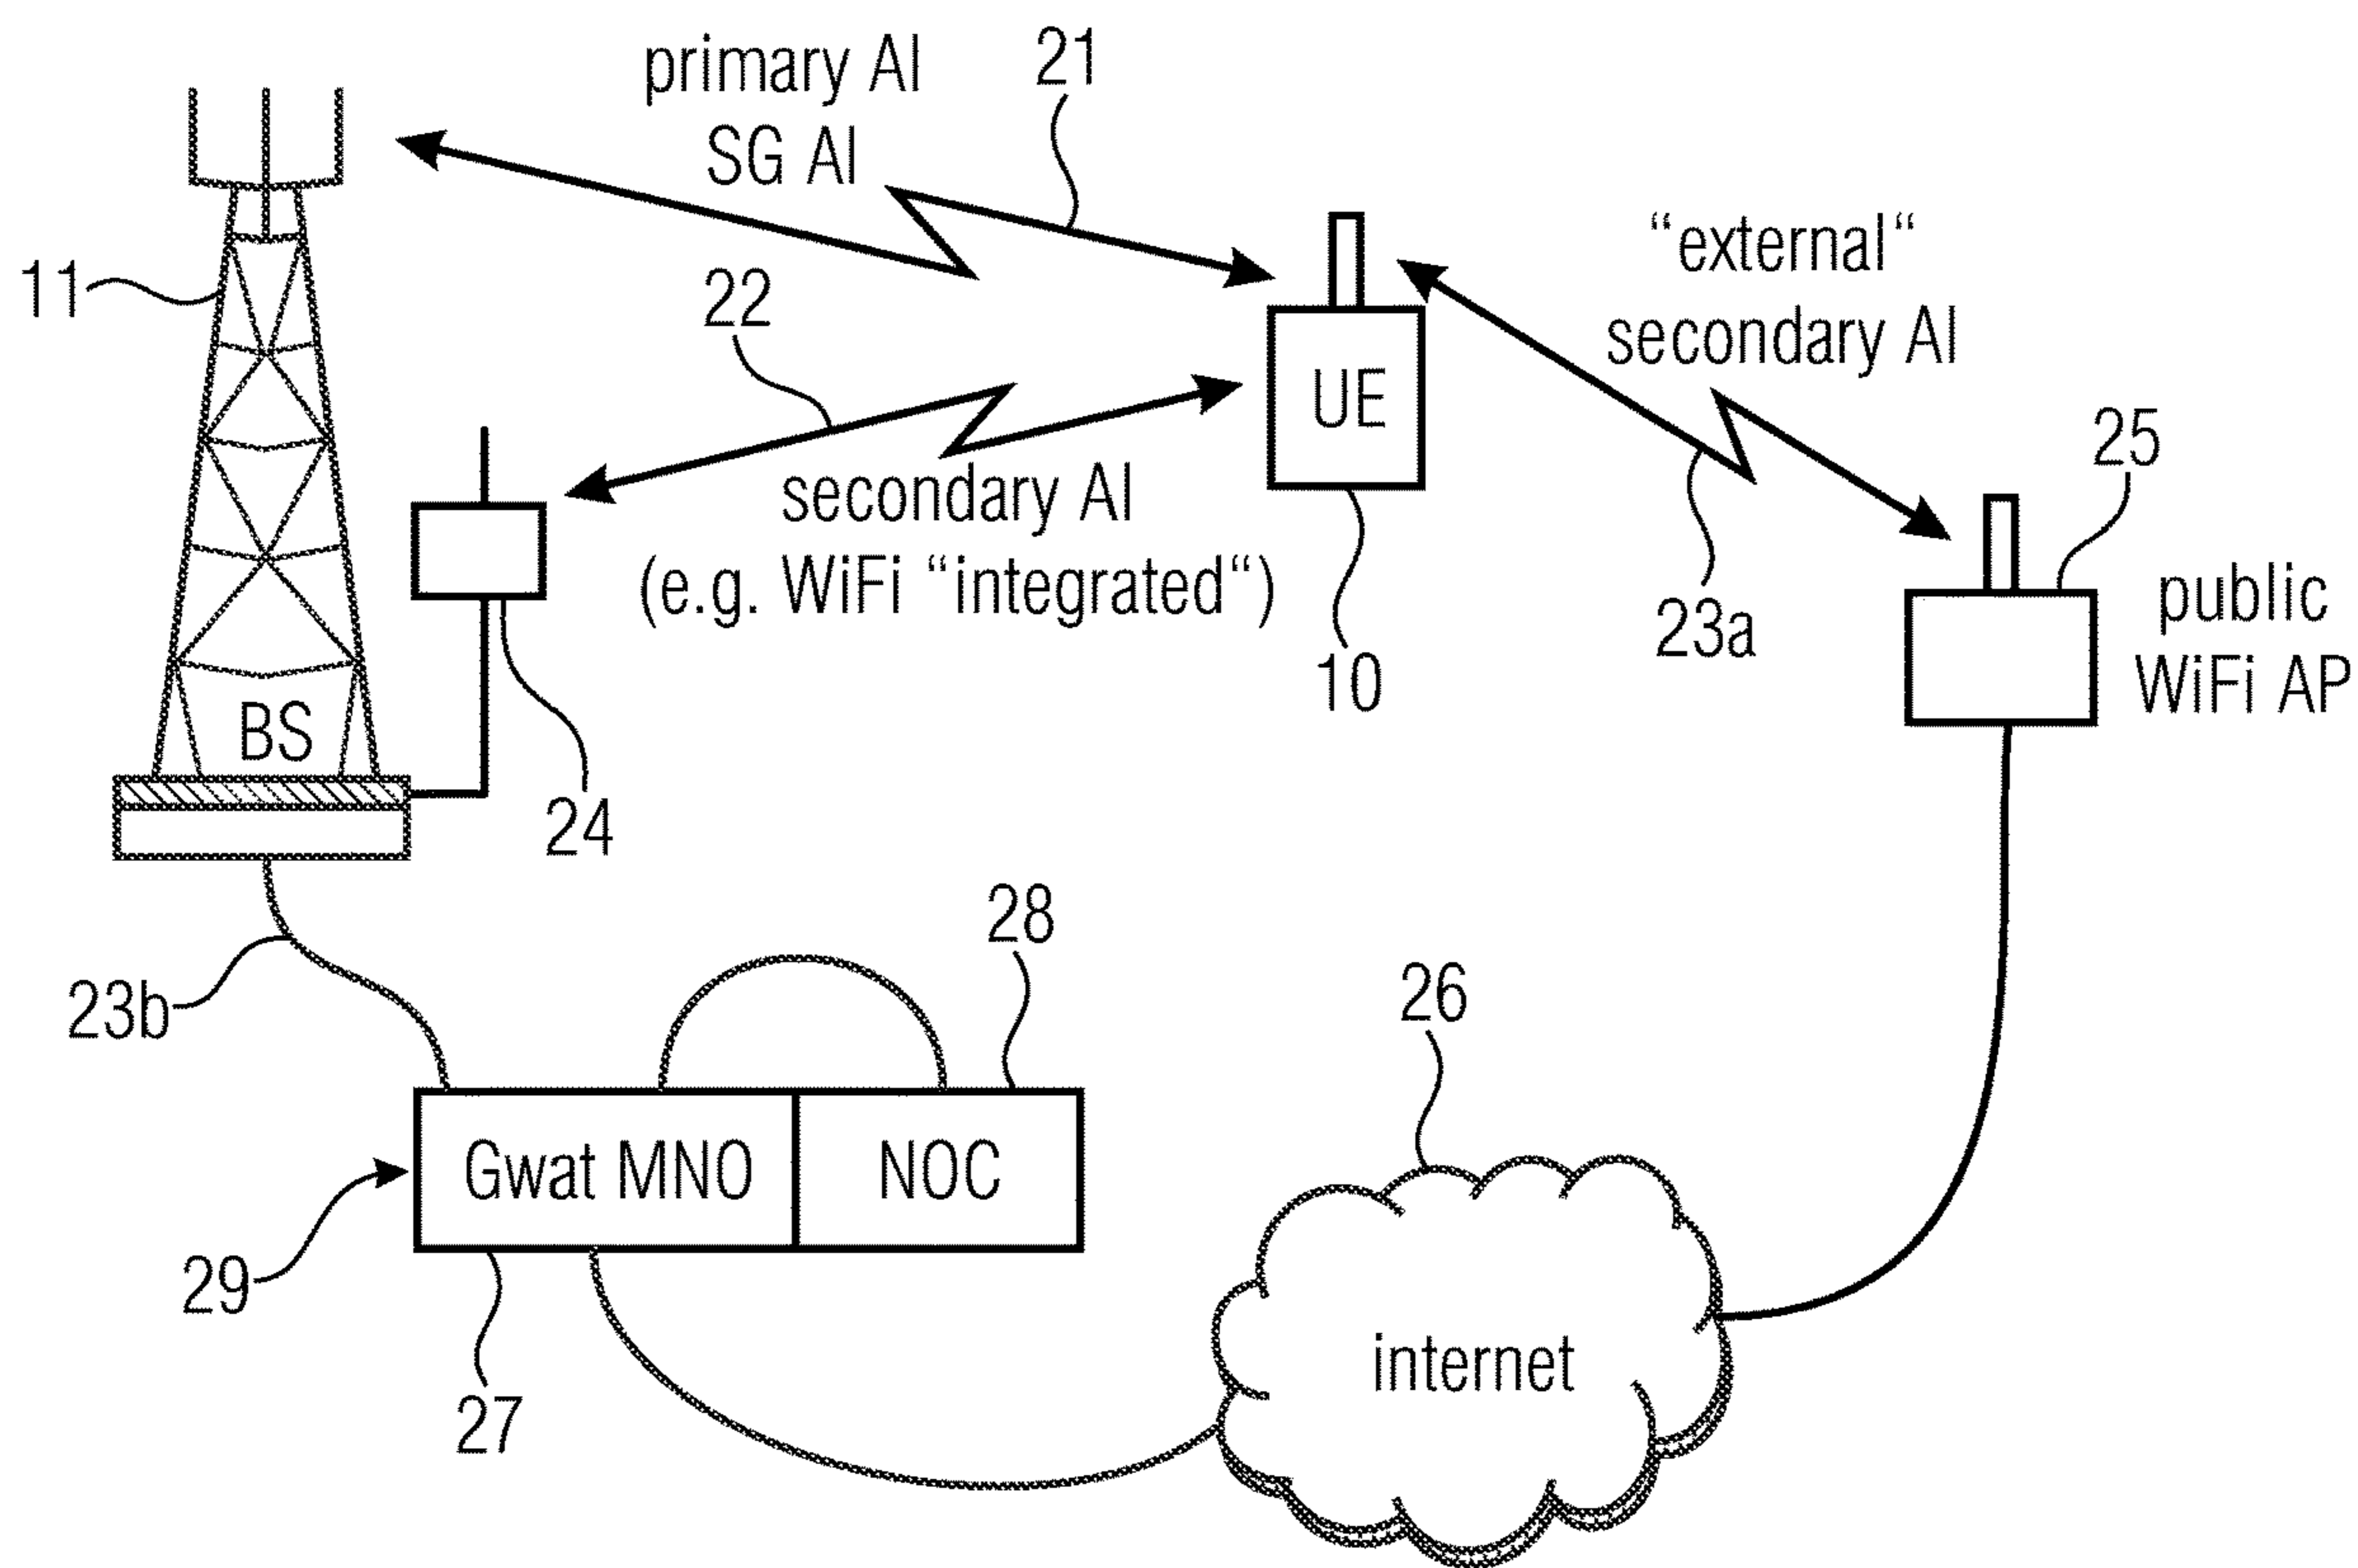 primary AI
SG AI
21
11
22
"external"
secondary AI
UE
25
secondary AI
(e.g. WiFi "integrated")
23a
10
public
WiFi AP
BS
24
28
23b
26
Gwat MNO
NOC
29
internet
27